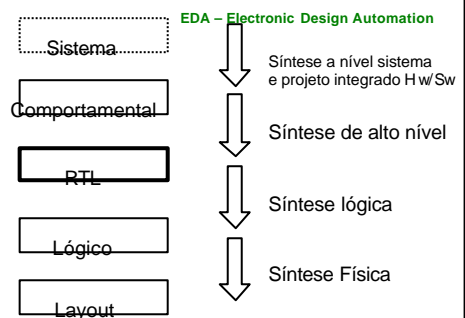 EDA – Electronic Design Automation
Sistema
Síntese a nível sistema
e projeto integrado Hw/Sw
Comportamental
Síntese de alto nível
RTL
Síntese lógica
Lógico
Síntese Física
Layout